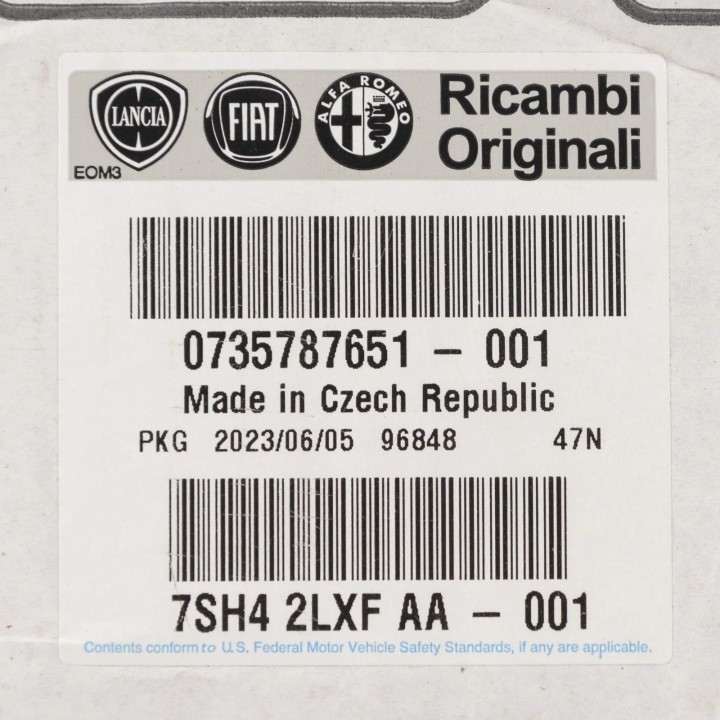 LANCIA FIAT ALFA ROMEO Ricambi
Originali
EOM3
0735787651 – 001
Made in Czech Republic
PKG 2023/06/05 96848 47N
7SH4 2LXF AA – 001
Contents conform to U.S. Federal Motor Vehicle Safety Standards, if any are applicable.